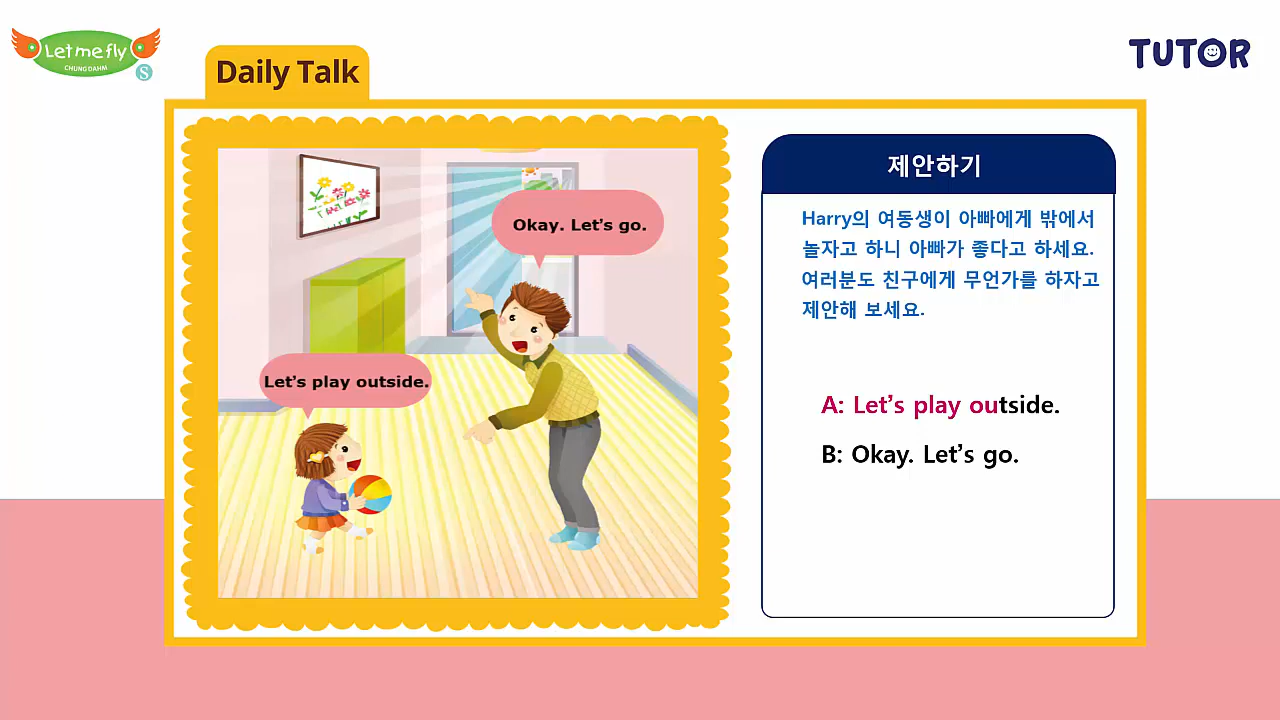 Let me fly
CHUNGDAHM
S
TUTOR
Daily Talk
Okay. Let's go.
Let's play outside.
제안하기
Harry의 여동생이 아빠에게 밖에서
놀자고 하니 아빠가 좋다고 하세요.
여러분도 친구에게 무언가를 하자고
제안해 보세요.
A: Let's play outside.
B: Okay. Let's go.